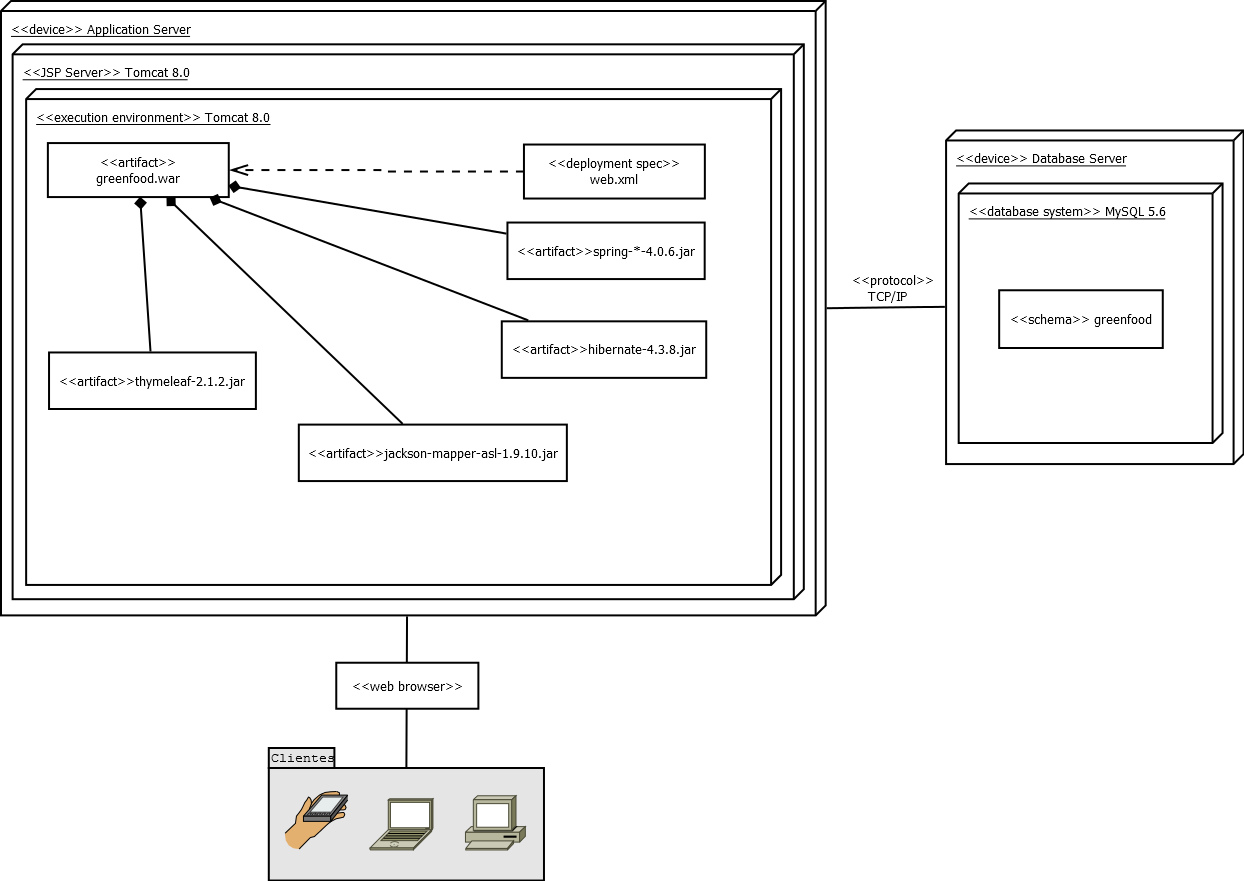 <<device>> Application Server
<<JSP Server>> Tomcat 8.0
<<execution environment>> Tomcat 8.0
<<artifact>>
greenfood.war
<<deployment spec>>
web.xml
<<artifact>>spring-*-4.0.6.jar
<<artifact>>hibernate-4.3.8.jar
<<artifact>>thymeleaf-2.1.2.jar
<<artifact>>jackson-mapper-asl-1.9.10.jar
<<protocol>>
TCP/IP
<<device>> Database Server
<<database system>> MySQL 5.6
<<schema>> greenfood
<<web browser>>
Clientes